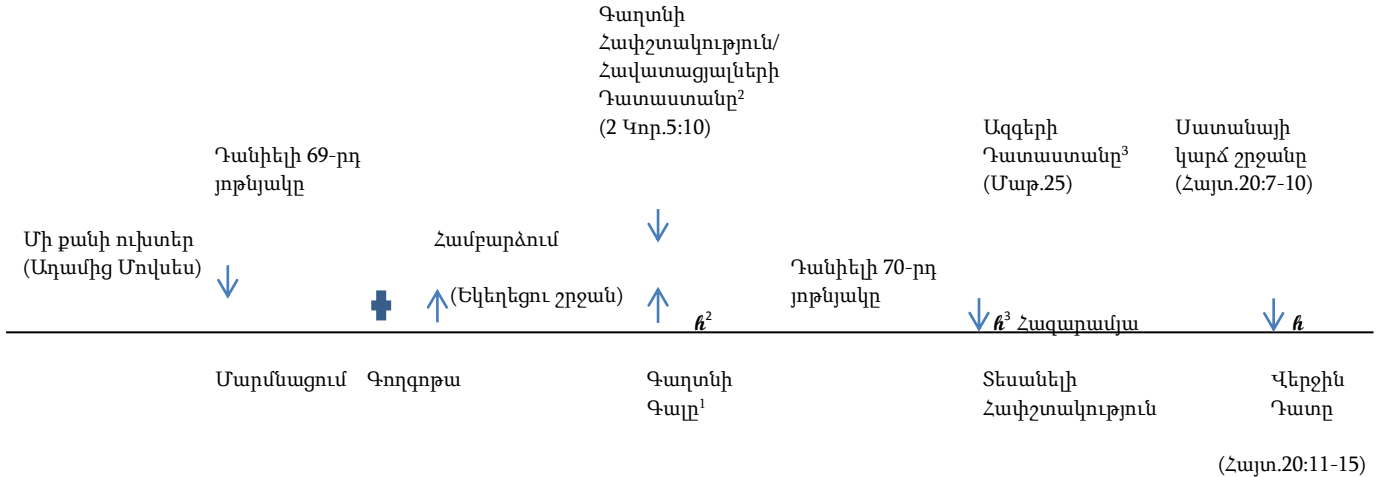 Գաղտնի
Հափշտակություն/
Հավատացյալների
Դատաստանը²
(2 Կոր.5:10)
Ազգերի
Դատաստանը³
(Մաթ.25)
Սատանայի
կարճ շրջանը
(Հայտ.20:7-10)
Դանիելի 69-րդ
յոթնյակը
Մի քանի ուխտեր
(Ադամից Մովսես)
Համբարձում
(Եկեղեցու շրջան)
Դանիելի 70-րդ
յոթնյակը
հ²
հ³ Հազարամյա
հ
Մարմնացում
Գողգոթա
Գաղտնի
Գալը¹
Տեսանելի
Հափշտակություն
Վերջին
Դատը
(Հայտ.20:11-15)